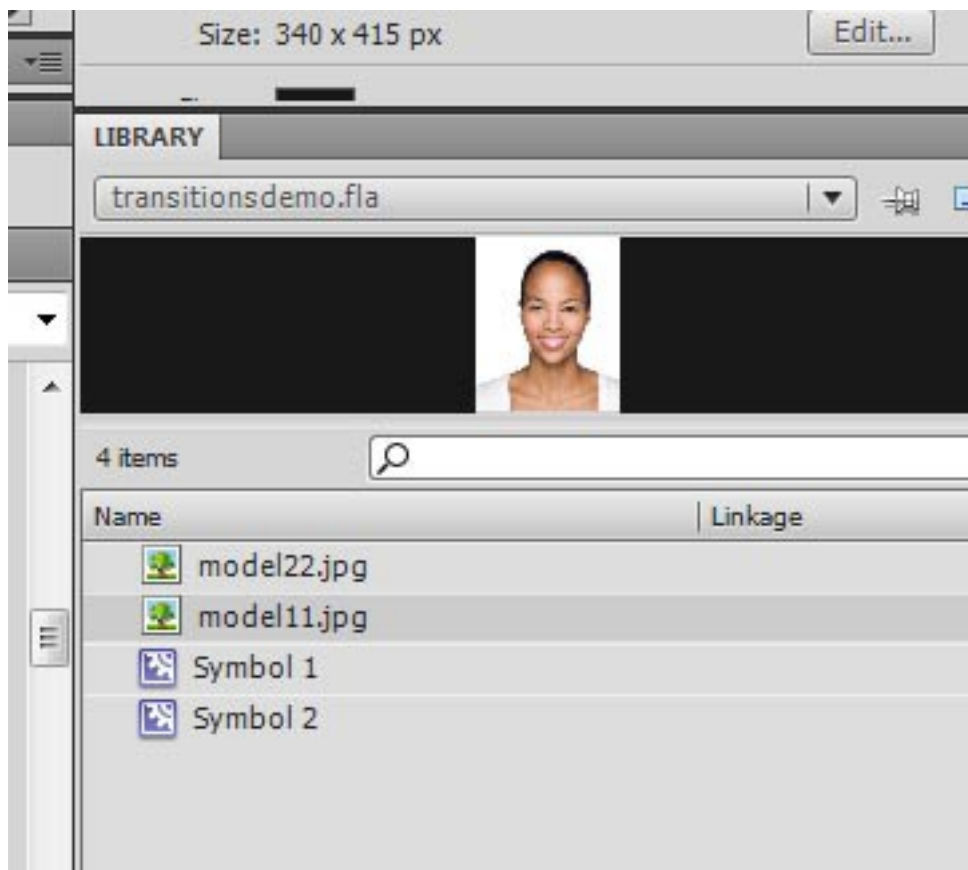 Size: 340 x 415 px
Edit...
LIBRARY
transitionsdemo.fla
4 items
Name
Linkage
model22.jpg
model11.jpg
Symbol 1
Symbol 2